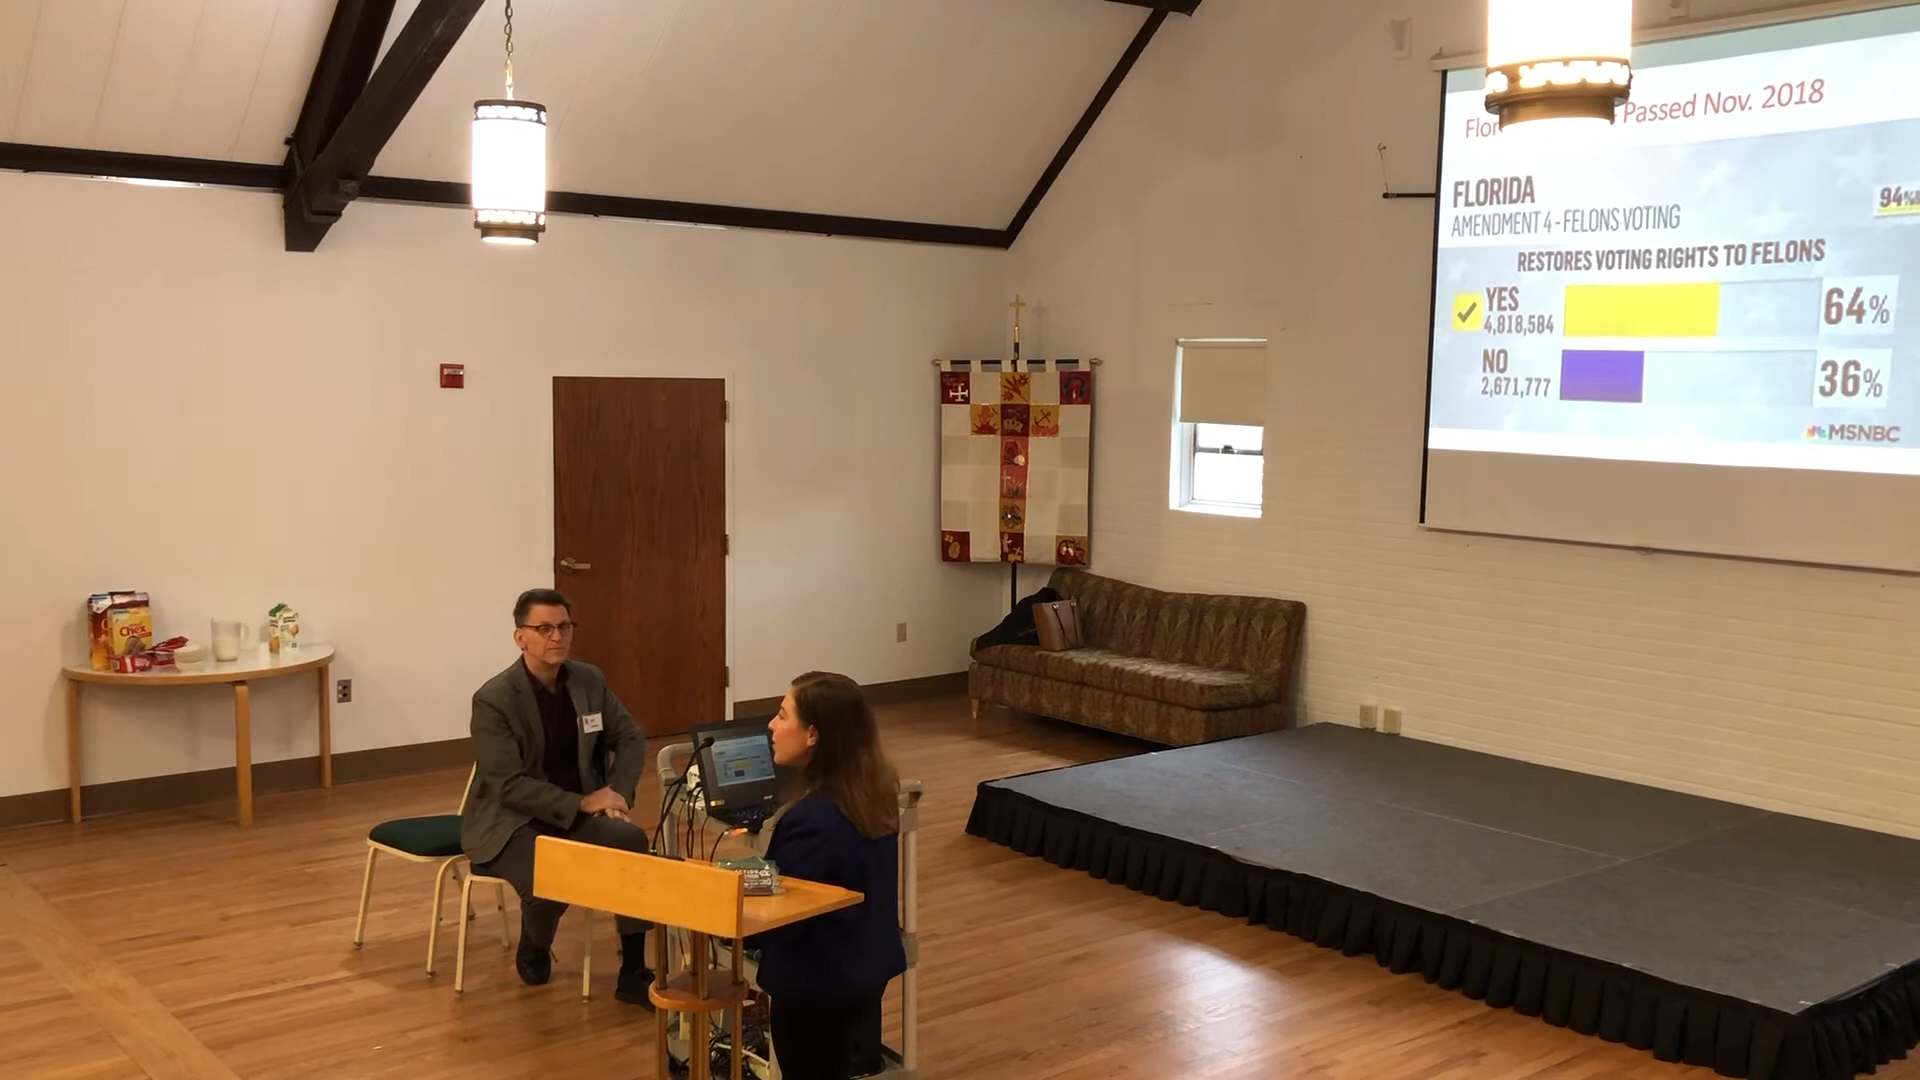 Passed Nov. 2018
FLORIDA
94%
AMENDMENT 4 - FELONS VOTING
RESTORES VOTING RIGHTS TO FELONS
YES
4,818,584
64%
NO
2,671,777
36%
MSNBC
Chex